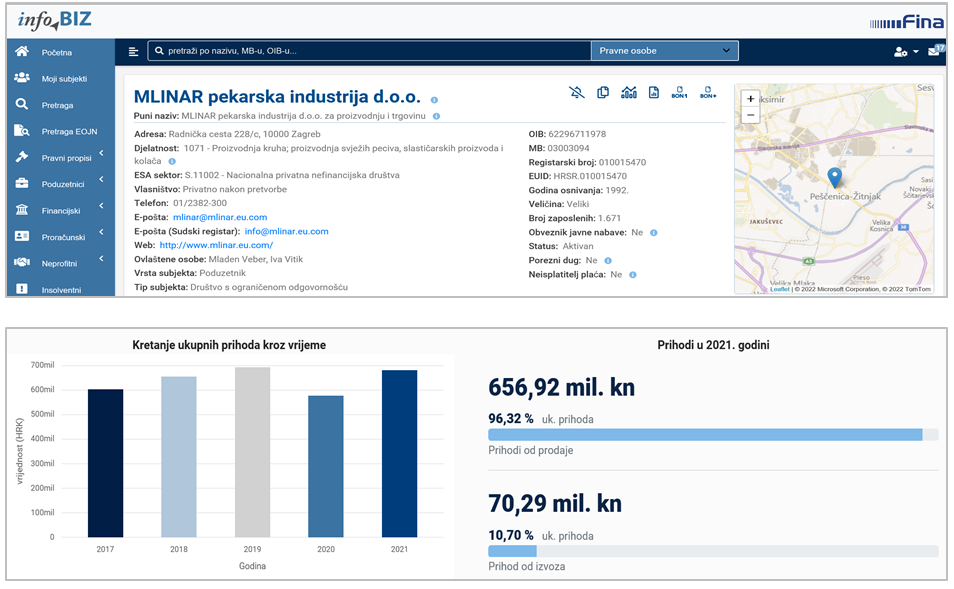 info.BIZ
Fina
Početna
Moji subjekti
Pretraga
Pretraga EOJN
Pravni propisi
Poduzetnici
Financijski
Proračunski
Neprofitni
Insolventni
pretraži po nazivu, MB-u, OIB-u...
Pravne osobe
17
MLINAR pekarska industrija d.o.o.
Puni naziv: MLINAR pekarska industrija d.o.o. za proizvodnju i trgovinu
BON1
BON+
Adresa: Radnička cesta 228/c, 10000 Zagreb
Djelatnost: 1071 - Proizvodnja kruha; proizvodnja svježih peciva, slastičarskih proizvoda i
kolača
ESA sektor: S.11002 - Nacionalna privatna nefinancijska društva
Vlasništvo: Privatno nakon pretvorbe
Telefon: 01/2382-300
E-pošta: mlinar@mlinar.eu.com
E-pošta (Sudski registar): info@mlinar.eu.com
Web: http://www.mlinar.eu.com/
Ovlaštene osobe: Mladen Veber, Iva Vitik
Vrsta subjekta: Poduzetnik
Tip subjekta: Društvo s ograničenom odgovornošću
OIB: 62296711978
MB: 03003094
Registarski broj: 010015470
EUID: HRSR.010015470
Godina osnivanja: 1992.
Veličina: Veliki
Broj zaposlenih: 1.671
Obveznik javne nabave: Ne
Status: Aktivan
Porezni dug: Ne
Neisplatitelj plaća: Ne
+
−
ksimir
Sesv
Peščenica-Žitnjak
JAKUŠEVEC
Velika
Kosnica
Sasi
Novaki
Ščitarjevo
A3
Velika Mlaka
Leaflet | © 2022 Microsoft Corporation, © 2022 TomTom
Kretanje ukupnih prihoda kroz vrijeme
vrijednost (HRK)
700mil
600mil
500mil
400mil
300mil
200mil
100mil
0
2017
2018
2019
2020
2021
Godina
Prihodi u 2021. godini
656,92 mil. kn
96,32 % uk. prihoda
Prihodi od prodaje
70,29 mil. kn
10,70 % uk. prihoda
Prihod od izvoza